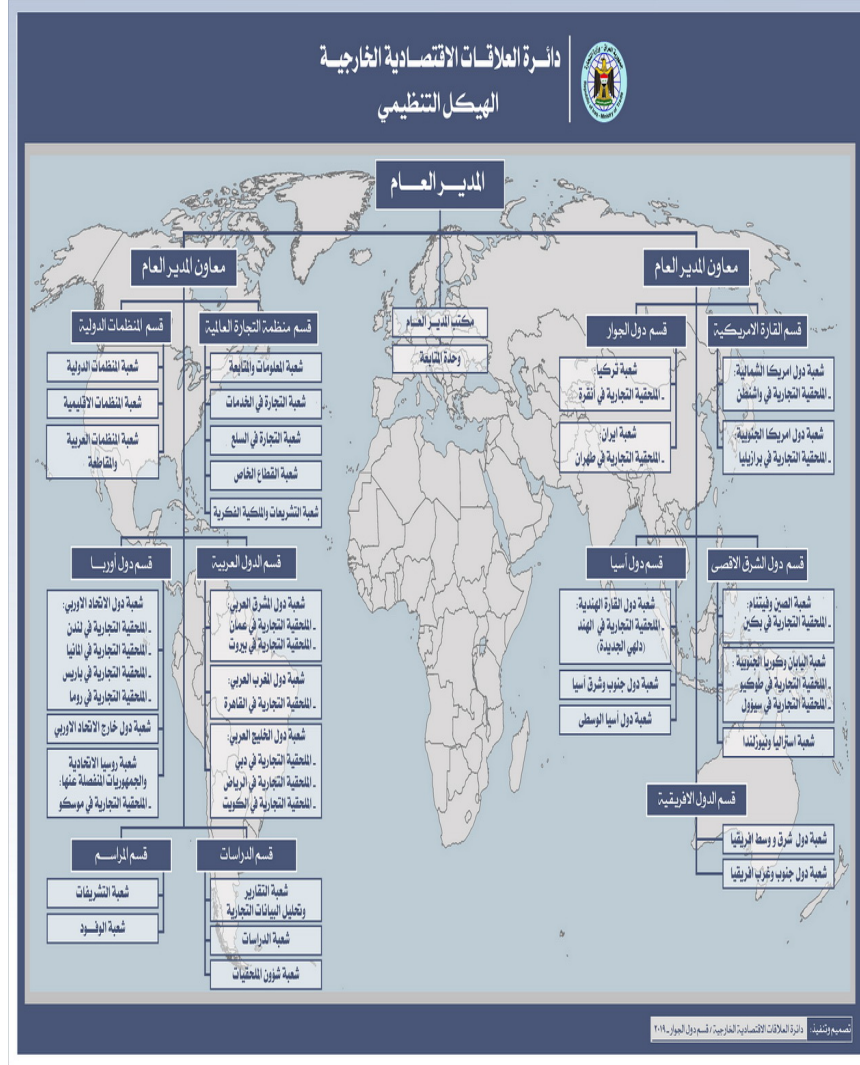 دائرة العلاقات الاقتصادية الخارجية
الهيكل التنظيمي
المدير العام
معاون المدير العام
معاون المدير العام
مكتب المدير العام
وحدة المتابعة
قسم القارة الامريكية
شعبة دول امريكا الشمالية:
ـ الملحقية التجارية في واشنطن
شعبة دول امريكا الجنوبية:
ـ الملحقية التجارية في برازيليا
قسم دول الجوار
شعبة تركيا:
ـ الملحقية التجارية في أنقرة
شعبة ايران:
ـ الملحقية التجارية في طهران
قسم دول الشرق الاقصى
شعبة الصين وفيتنام:
ـ الملحقية التجارية في بكين
شعبة اليابان وكوريا الجنوبية:
ـ الملحقية التجارية في طوكيو
ـ الملحقية التجارية في سيؤول
شعبة استراليا ونيوزلندا
قسم دول أسيا
شعبة دول القارة الهندية:
ـ الملحقية التجارية في الهند
(دلهي الجديدة)
شعبة دول جنوب وشرق أسيا
شعبة دول أسيا الوسطى
قسم الدول الافريقية
شعبة دول شرق و وسط افريقيا
شعبة دول جنوب وغرب افريقيا
قسم منظمة التجارة العالمية
شعبة المعلومات والمتابعة
شعبة التجارة في الخدمات
شعبة التجارة في السلع
شعبة القطاع الخاص
شعبة التشريعات والملكية الفكرية
قسم المنظمات الدولية
شعبة المنظمات الدولية
شعبة المنظمات الاقليمية
شعبة المنظمات العربية
والمقاطعة
قسم الدول العربية
شعبة دول المشرق العربي:
ـ الملحقية التجارية في عمان
ـ الملحقية التجارية في بيروت
شعبة دول المغرب العربي:
ـ الملحقية التجارية في القاهرة
شعبة دول الخليج العربي:
ـ الملحقية التجارية في دبي
ـ الملحقية التجارية في الرياض
ـ الملحقية التجارية في الكويت
قسم دول أوربا
شعبة دول الاتحاد الاوربي:
ـ الملحقية التجارية في لندن
ـ الملحقية التجارية في المانيا
ـ الملحقية التجارية في باريس
ـ الملحقية التجارية في روما
شعبة دول خارج الاتحاد الاوربي
شعبة روسيا الاتحادية
والجمهوريات المنفصلة عنها:
ـ الملحقية التجارية في موسكو
قسم الدراسات
شعبة التقارير
وتحليل البيانات التجارية
شعبة الدراسات
شعبة شؤون الملحقيات
قسم المراسم
شعبة التشريفات
شعبة الوفود
تصميم وتنفيذ: دائرة العلاقات الاقتصادية الخارجية / قسم دول الجوار ـ ٢٠١٩